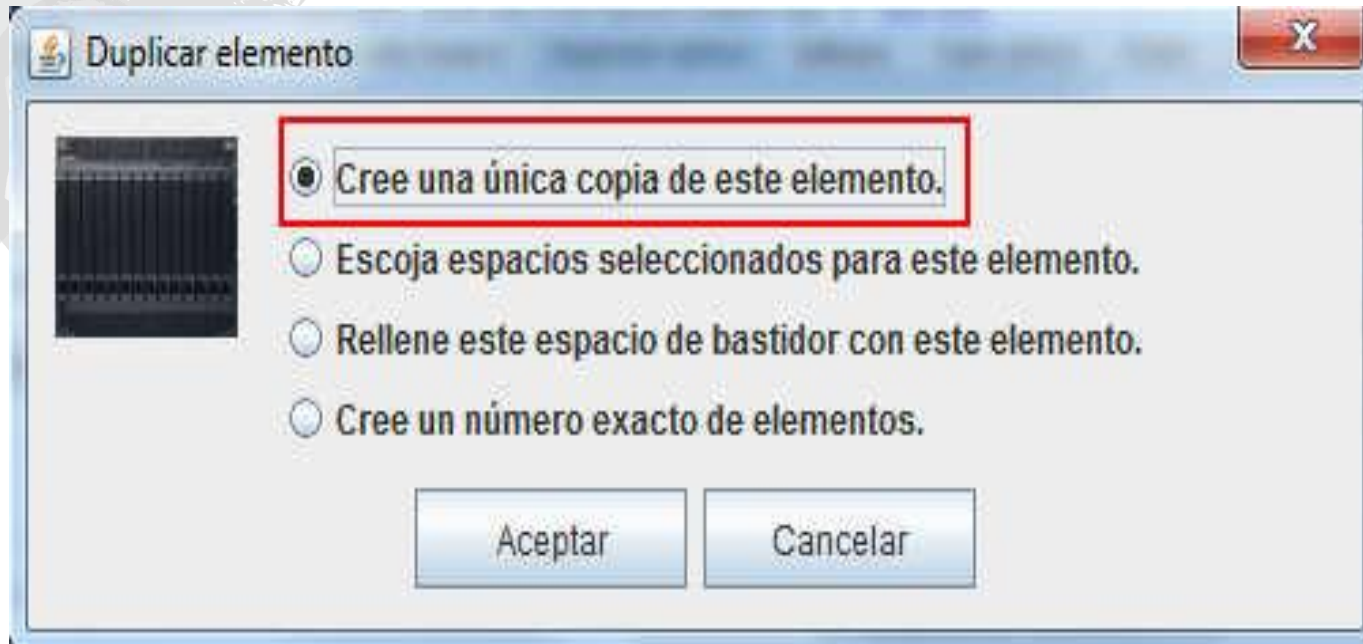 Duplicar elemento
Cree una única copia de este elemento.
Escoja espacios seleccionados para este elemento.
Rellene este espacio de bastidor con este elemento.
Cree un número exacto de elementos.
Aceptar Cancelar